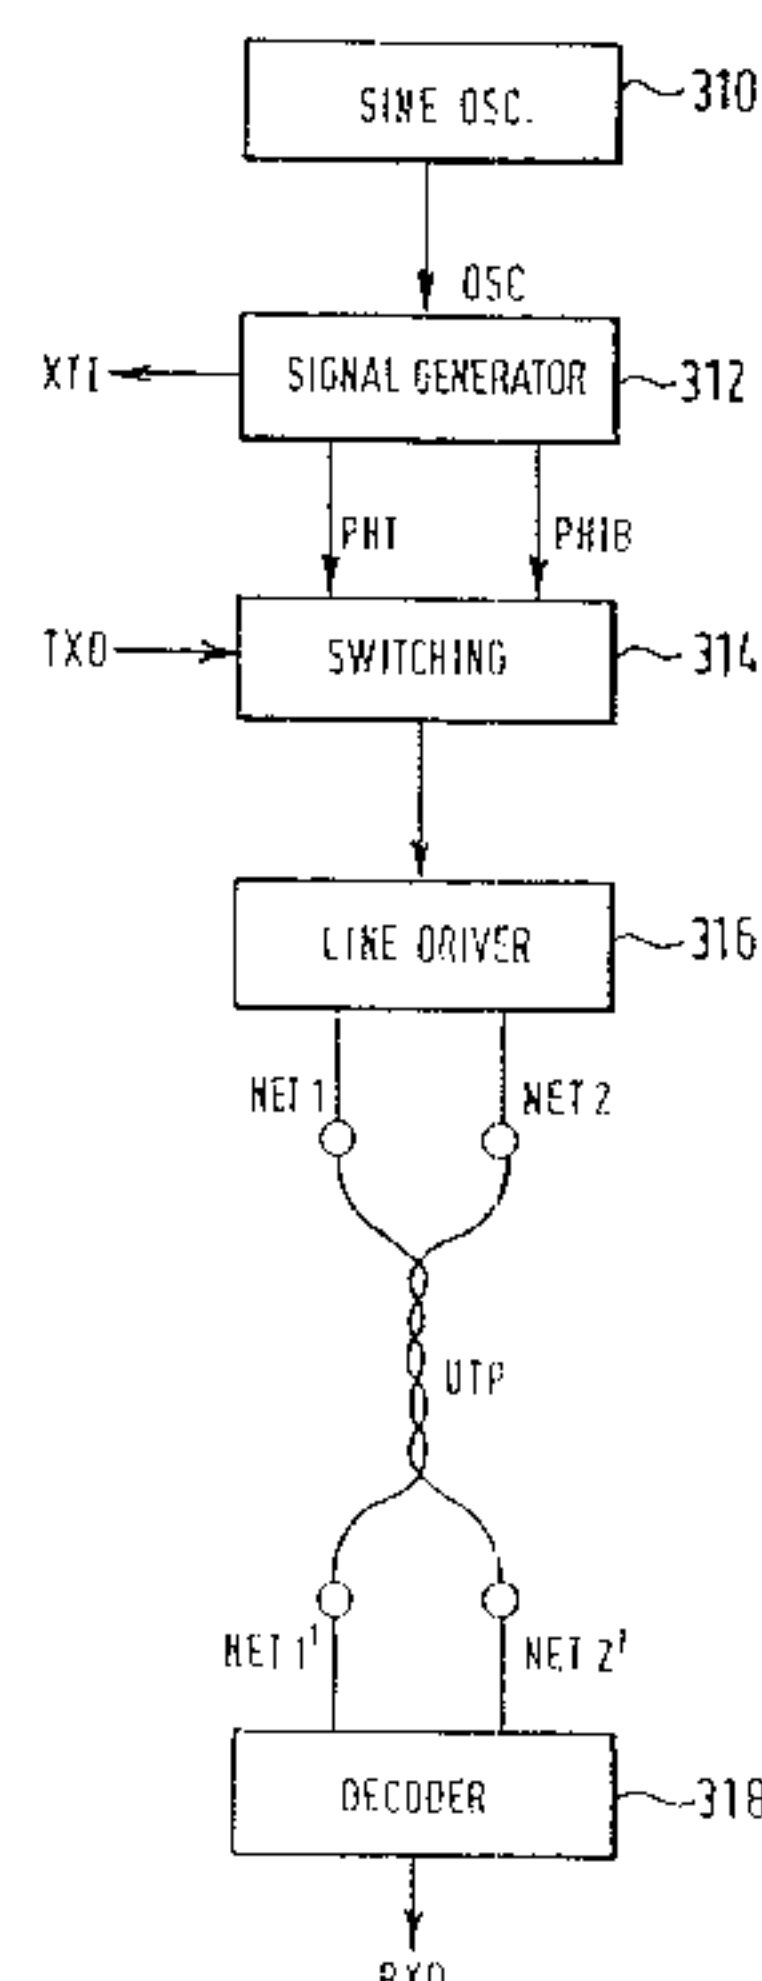 SINE OSC.
310
OSC
XTI
SIGNAL GENERATOR
312
PHI
PHIB
TXO
SWITCHING
314
LINE DRIVER
316
NET 1
NET 2
UTP
NET 1'
NET 2'
DECODER
318